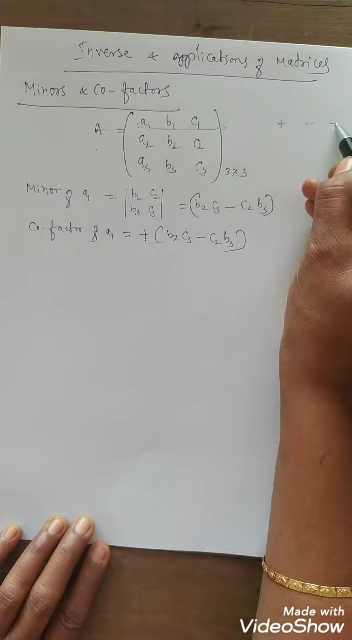 Inverse & applications of Matrices
Minors & Co-factors
A = ( a₁ b₁ c₁
a₂ b₂ c₂
a₃ b₃ c₃ ) 3×3
+ -
Minor of a₁ = | b₂ c₂ = (b₂ c₃ - c₂ b₃)
b₃ c₃ |
Co-factor of a₁ = + (b₂ c₃ - c₂ b₃)
Made with
VideoShow